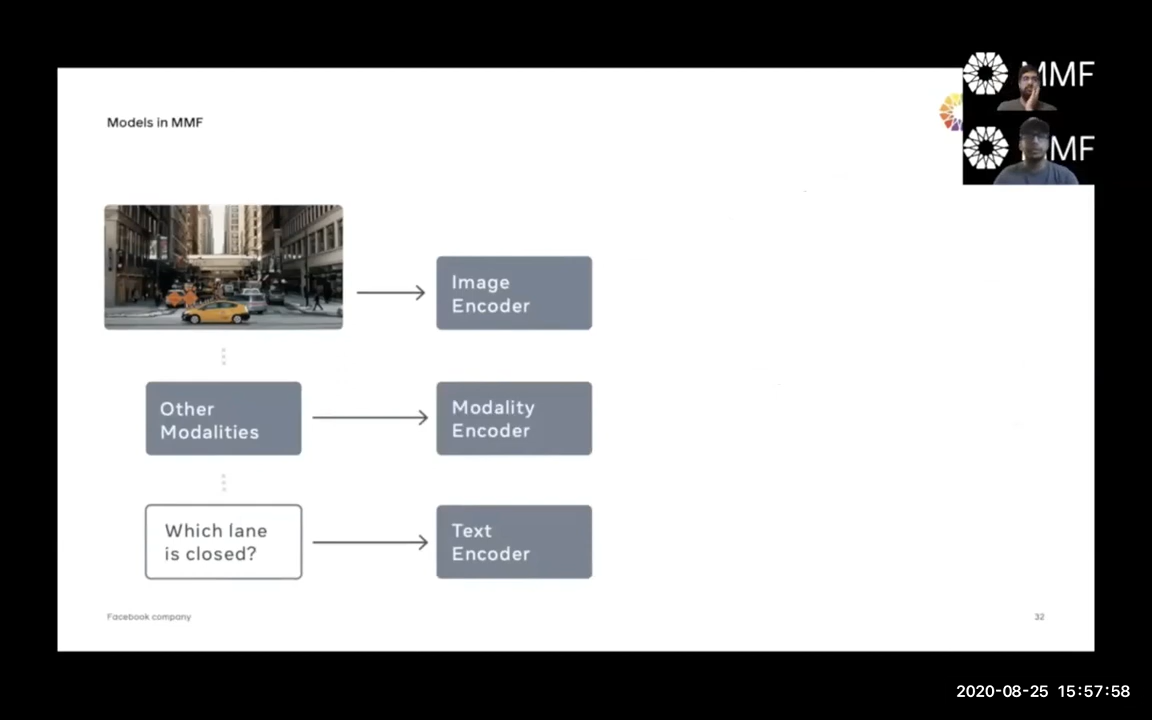 MMF
Models in MMF
MMF
Image
Encoder
Other
Modalities
Modality
Encoder
Which lane
is closed?
Text
Encoder
Facebook company
32
2020-08-25 15:57:58